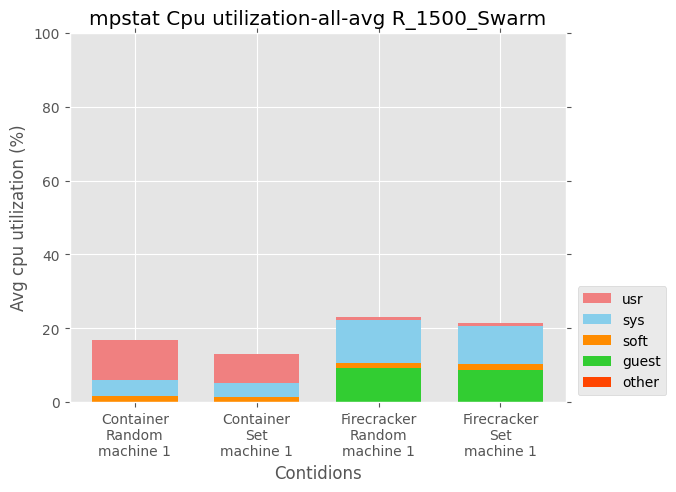 mpstat Cpu utilization-all-avg R_1500_Swarm
Avg cpu utilization (%)
100
80
60
40
20
0
usr
sys
soft
guest
other
Container
Random
machine 1
Container
Set
machine 1
Firecracker
Random
machine 1
Firecracker
Set
machine 1
Contidions